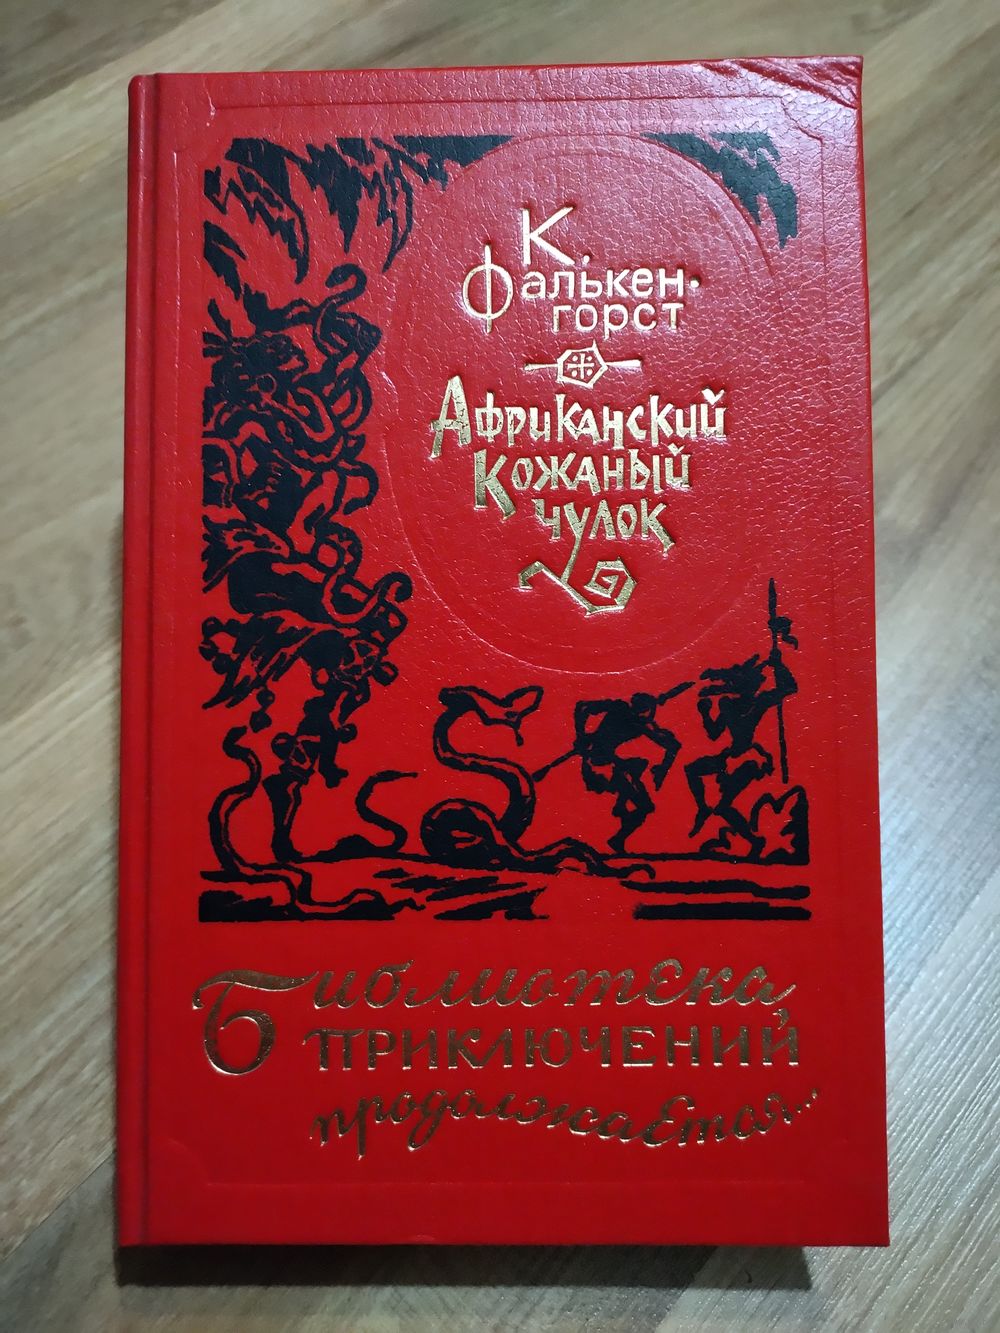 К.
Фалькен-
горст
Африканский
Кожаный
чулок
Библиотека
приключений
продолжается...